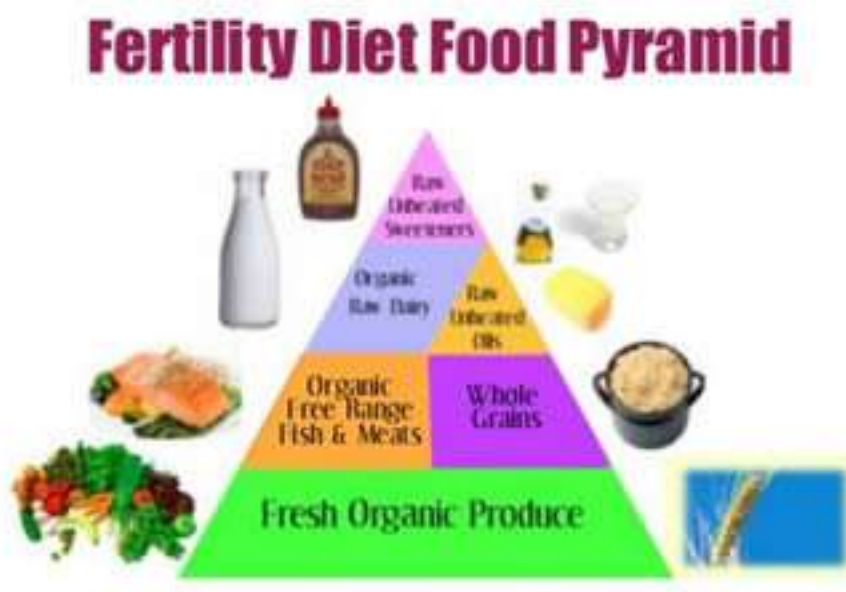 Fertility Diet Food Pyramid
Raw
Unheated
Sweeteners
Organic
Raw Dairy
Raw
Unheated
Oils
Organic
Free Range
Fish & Meats
Whole
Grains
Fresh Organic Produce